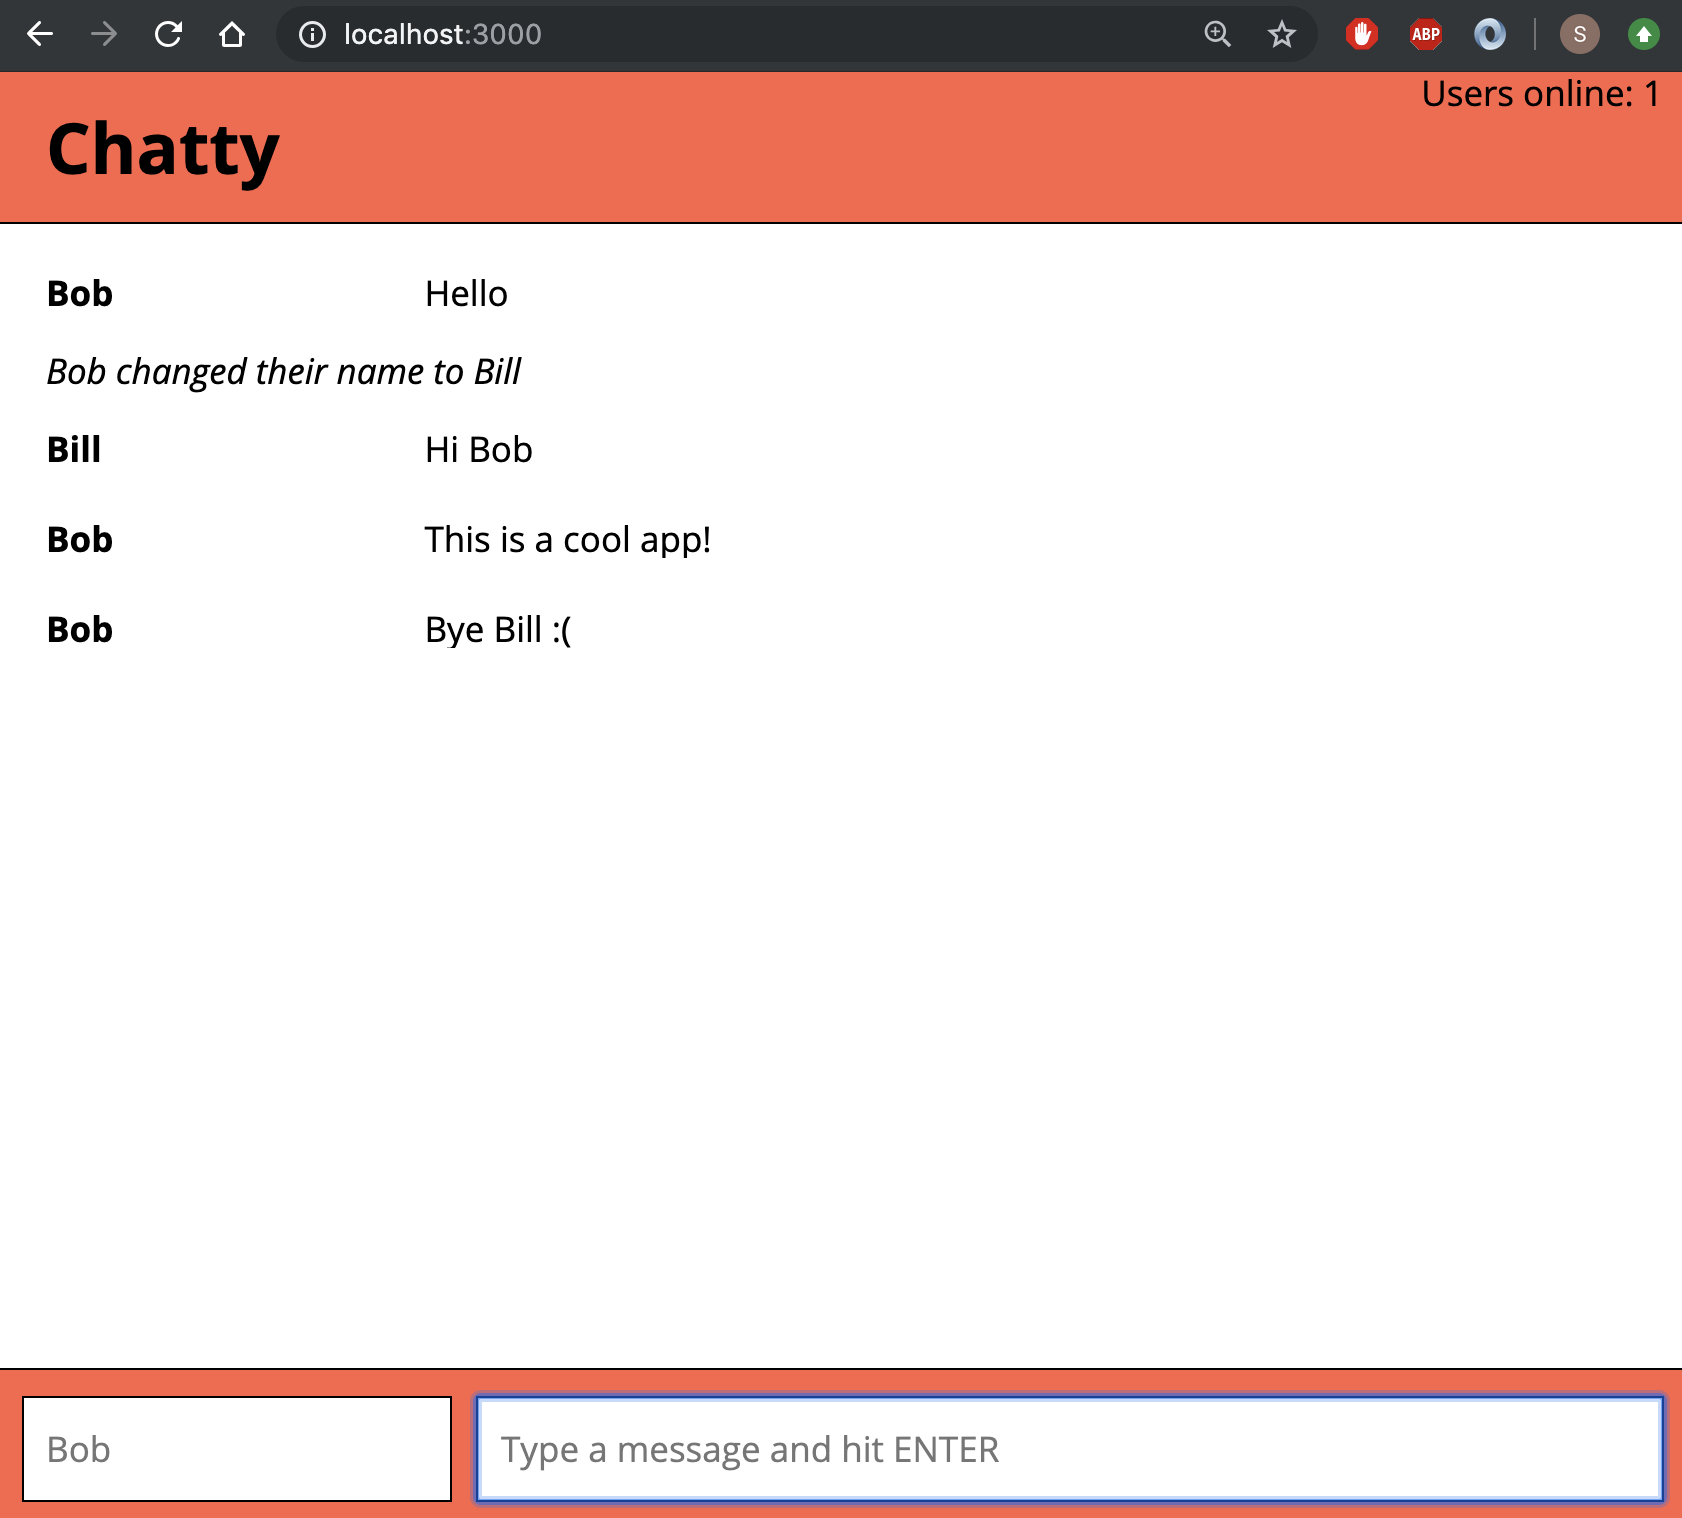 localhost:3000
ABP
S
Users online: 1
Chatty
Bob Hello
Bob changed their name to Bill
Bill Hi Bob
Bob This is a cool app!
Bob Bye Bill :(
Bob Type a message and hit ENTER